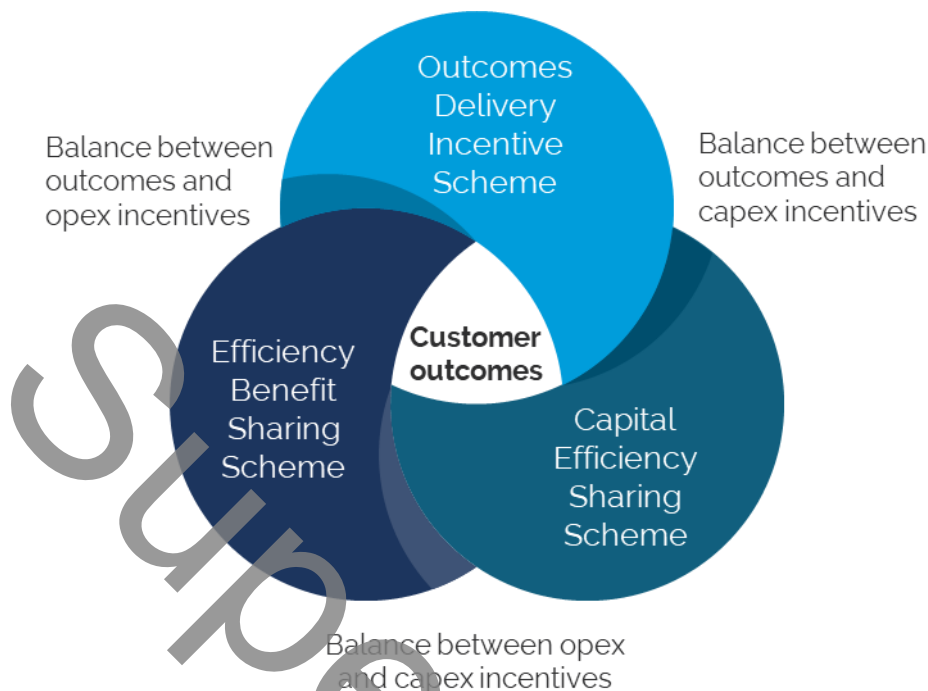 Outcomes
Delivery
Incentive
Scheme
Balance between
outcomes and
opex incentives
Balance between
outcomes and
capex incentives
Customer
outcomes
Efficiency
Benefit
Sharing
Scheme
Capital
Efficiency
Sharing
Scheme
Balance between opex
and capex incentives